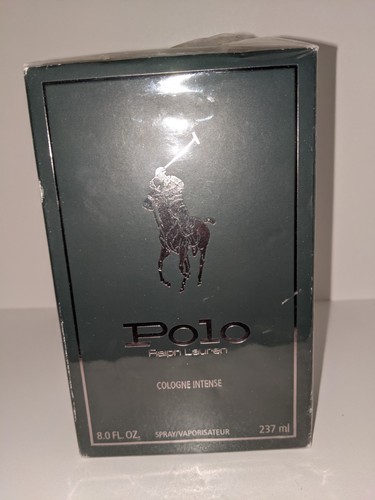 Polo
Ralph Lauren
COLOGNE INTENSE
8.0 FL. OZ. SPRAY/VAPORISATEUR 237 ml